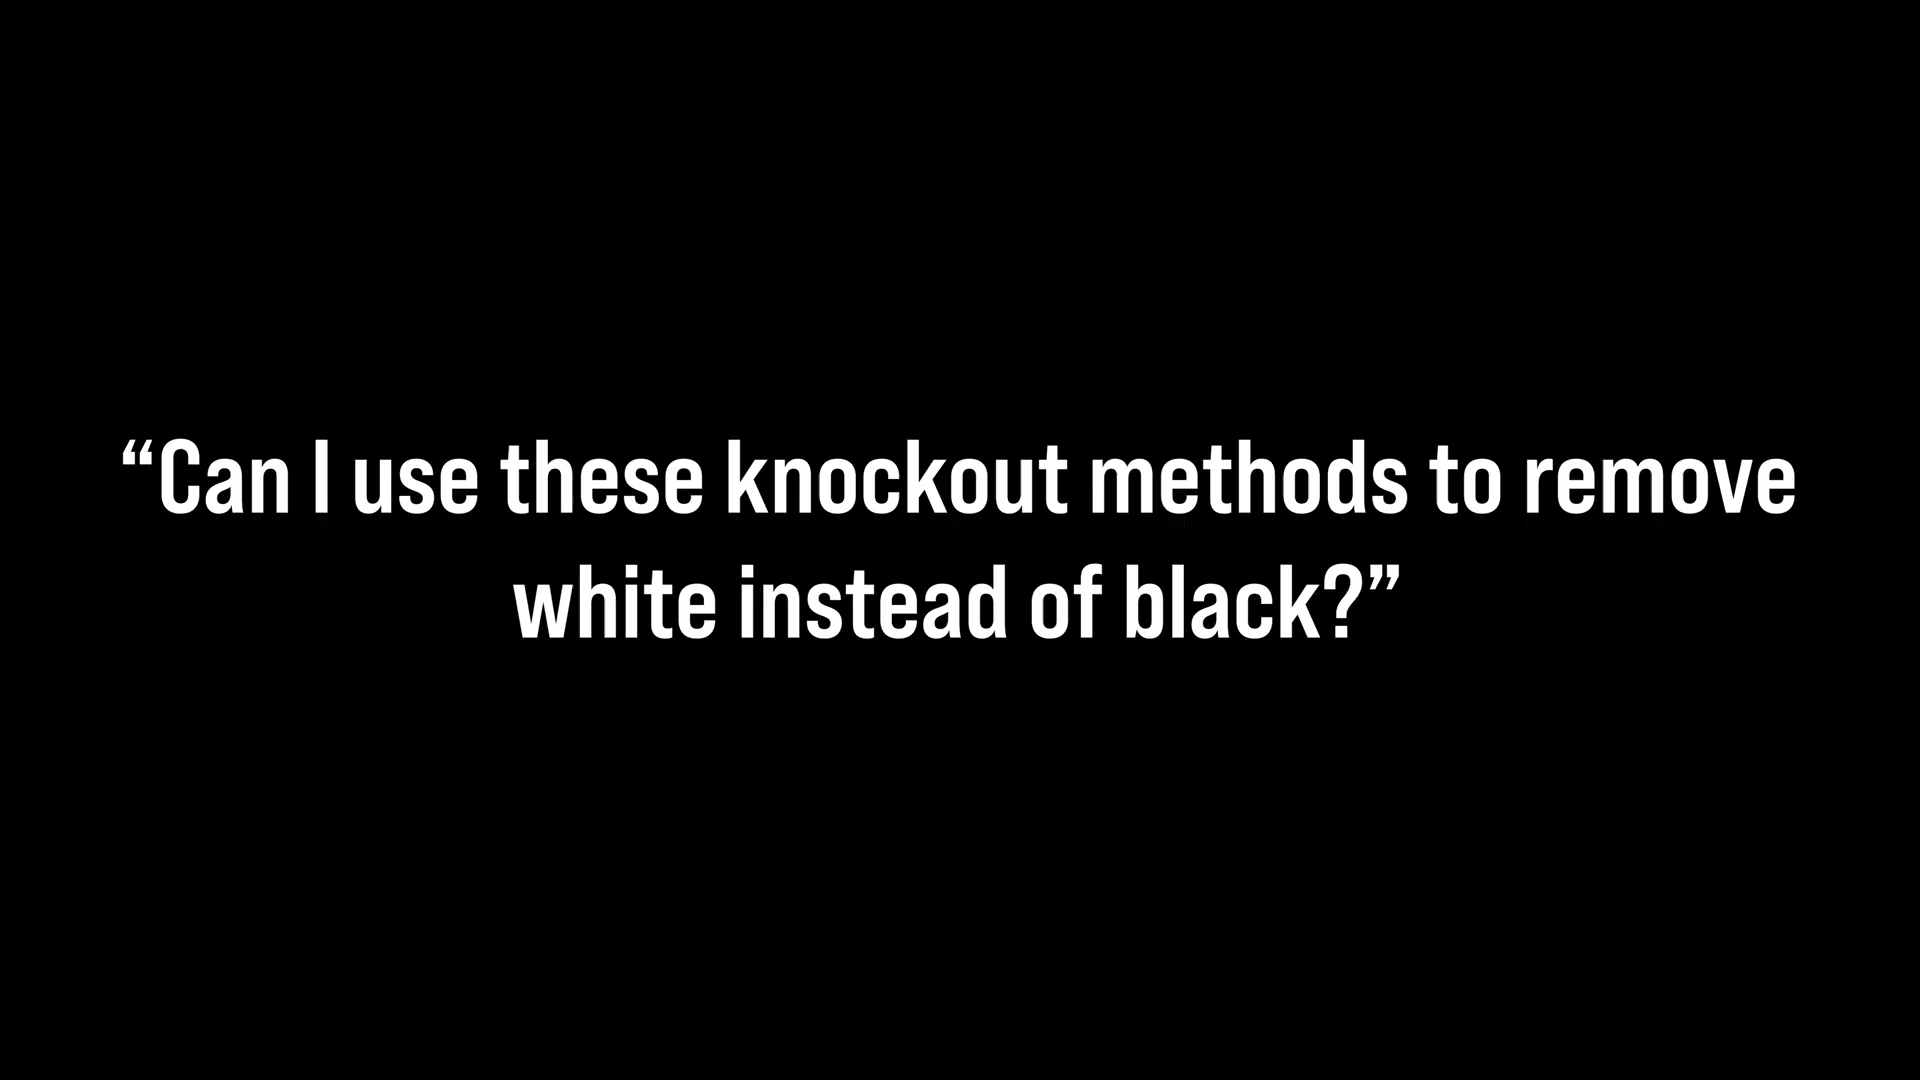 “Can I use these knockout methods to remove
white instead of black?”